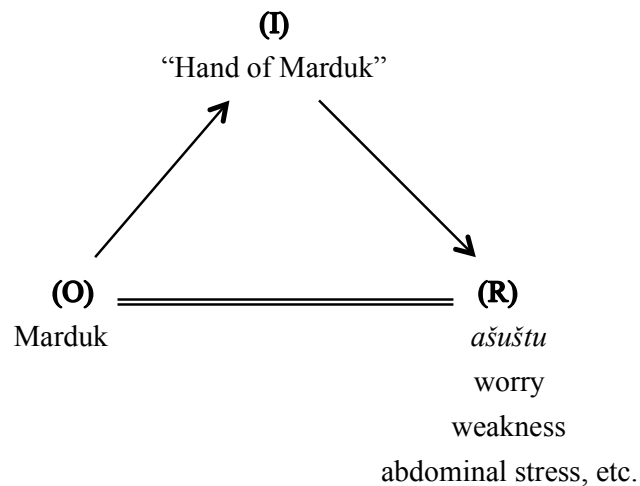 (I)
“Hand of Marduk”
(O)
(R)
Marduk
ašuštu
worry
weakness
abdominal stress, etc.